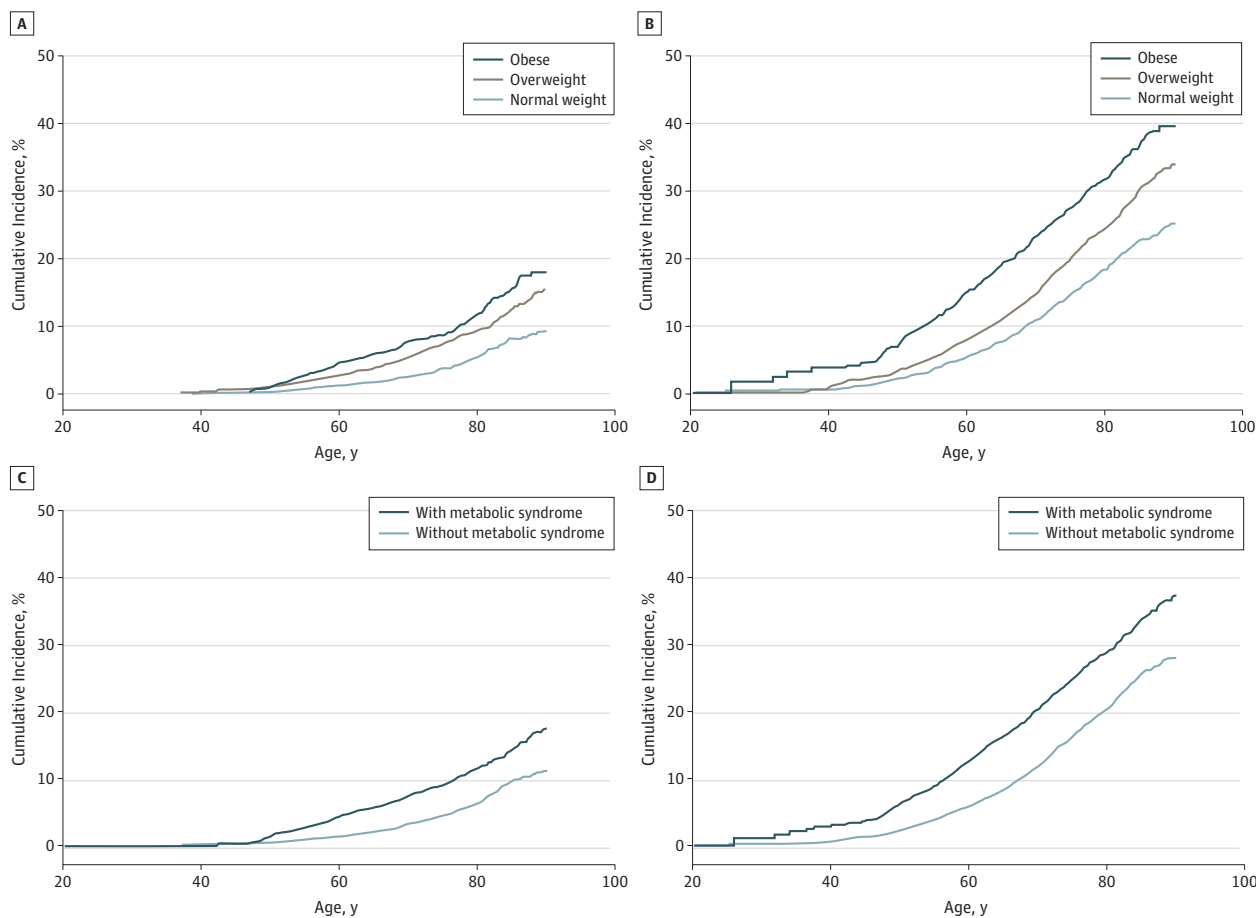 A
Obese
Overweight
Normal weight
50
40
30
20
10
0
Cumulative Incidence, %
20 40 60 80 100
Age, y
B
Obese
Overweight
Normal weight
50
40
30
20
10
0
Cumulative Incidence, %
20 40 60 80 100
Age, y
C
With metabolic syndrome
Without metabolic syndrome
50
40
30
20
10
0
Cumulative Incidence, %
20 40 60 80 100
Age, y
D
With metabolic syndrome
Without metabolic syndrome
50
40
30
20
10
0
Cumulative Incidence, %
20 40 60 80 100
Age, y